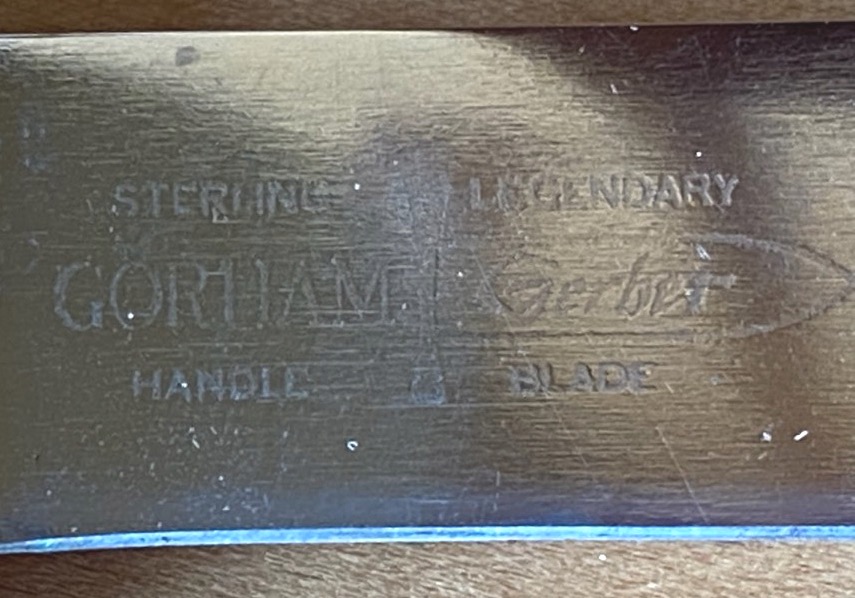 STERLING LEGENDARY
GORHAM Gerber
HANDLE & BLADE